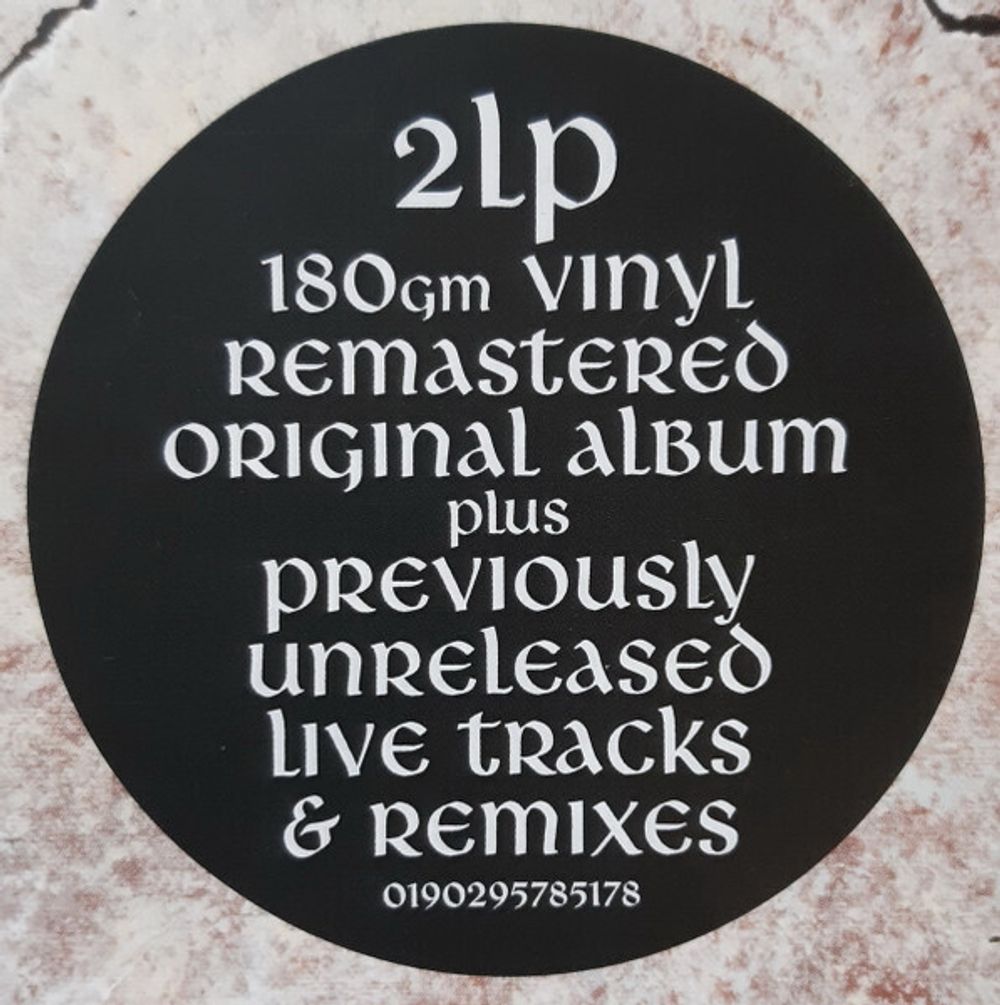 2lp
180gm vinyl
remastered
original album
plus
previously
unreleased
live tracks
& remixes
0190295785178